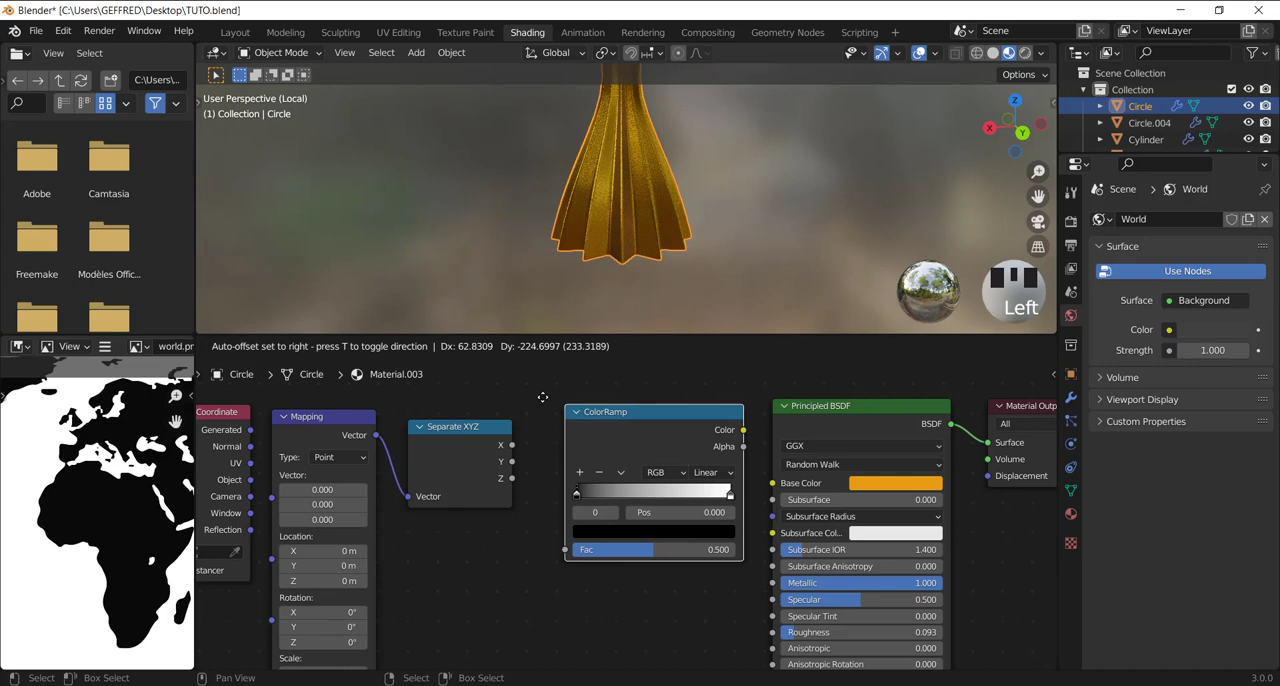 Blender* [C:\Users\GEFFRED\Desktop\TUTO.blend]
File Edit Render Window Help
Layout Modeling Sculpting UV Editing Texture Paint Shading Animation Rendering Compositing Geometry Nodes Scripting +
Scene
ViewLayer
View Select
Object Mode View Select Add Object
Global
Options
C:\Users\...
Adobe
Camtasia
Freemake
Modèles Offic...
View
world.pn
User Perspective (Local)
(1) Collection | Circle
Z
X
Y
Left
Scene Collection
Collection
Circle
Circle.004
Cylinder
Scene > World
World
Surface
Use Nodes
Surface Background
Color
Strength 1.000
Volume
Viewport Display
Custom Properties
Auto-offset set to right - press T to toggle direction | Dx: 62.8309 Dy: -224.6997 (233.3189)
Circle > Circle > Material.003
Coordinate
Generated
Normal
UV
Object
Camera
Window
Reflection
stancer
Mapping
Vector
Type: Point
Vector:
0.000
0.000
0.000
Location:
X 0 m
Y 0 m
Z 0 m
Rotation:
X 0°
Y 0°
Z 0°
Scale:
Separate XYZ
X
Y
Z
Vector
ColorRamp
Color
Alpha
+ − RGB Linear
0 Pos 0.000
Fac 0.500
Principled BSDF
BSDF
GGX
Random Walk
Base Color
Subsurface 0.000
Subsurface Radius
Subsurface Col...
Subsurface IOR 1.400
Subsurface Anisotropy 0.000
Metallic 1.000
Specular 0.500
Specular Tint 0.000
Roughness 0.093
Anisotropic 0.000
Anisotropic Rotation 0.000
Material Outp
All
Surface
Volume
Displacement
Select Box Select Pan View Select Box Select 3.0.0